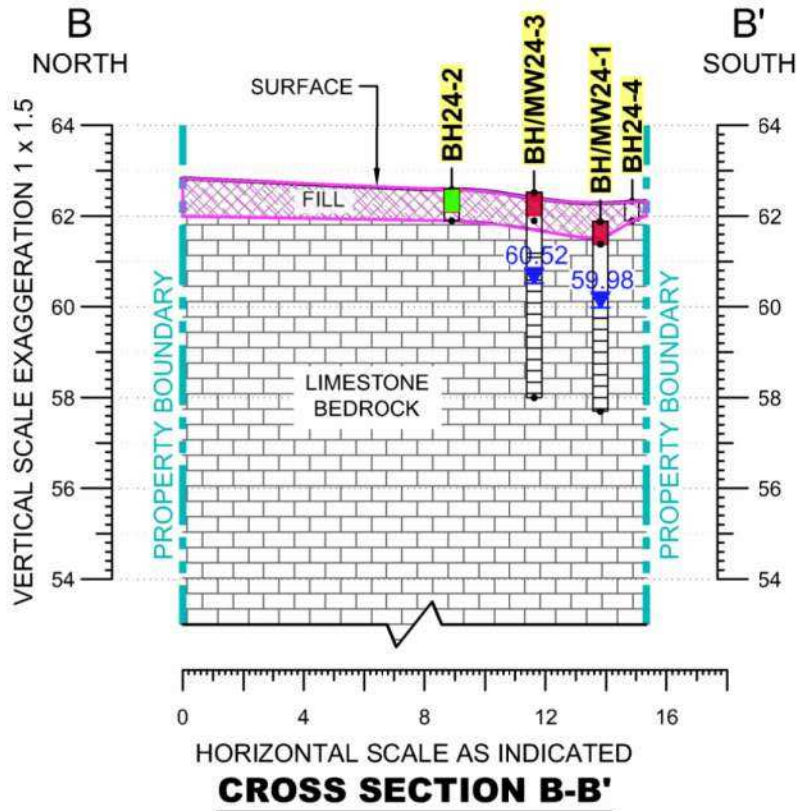 B
NORTH
B'
SOUTH
SURFACE
BH24-2
BH/MW24-3
BH/MW24-1
BH24-4
VERTICAL SCALE EXAGGERATION 1 x 1.5
64
62
60
58
56
54
PROPERTY BOUNDARY
FILL
60.52
59.98
LIMESTONE
BEDROCK
PROPERTY BOUNDARY
64
62
60
58
56
54
0 4 8 12 16
HORIZONTAL SCALE AS INDICATED
CROSS SECTION B-B'